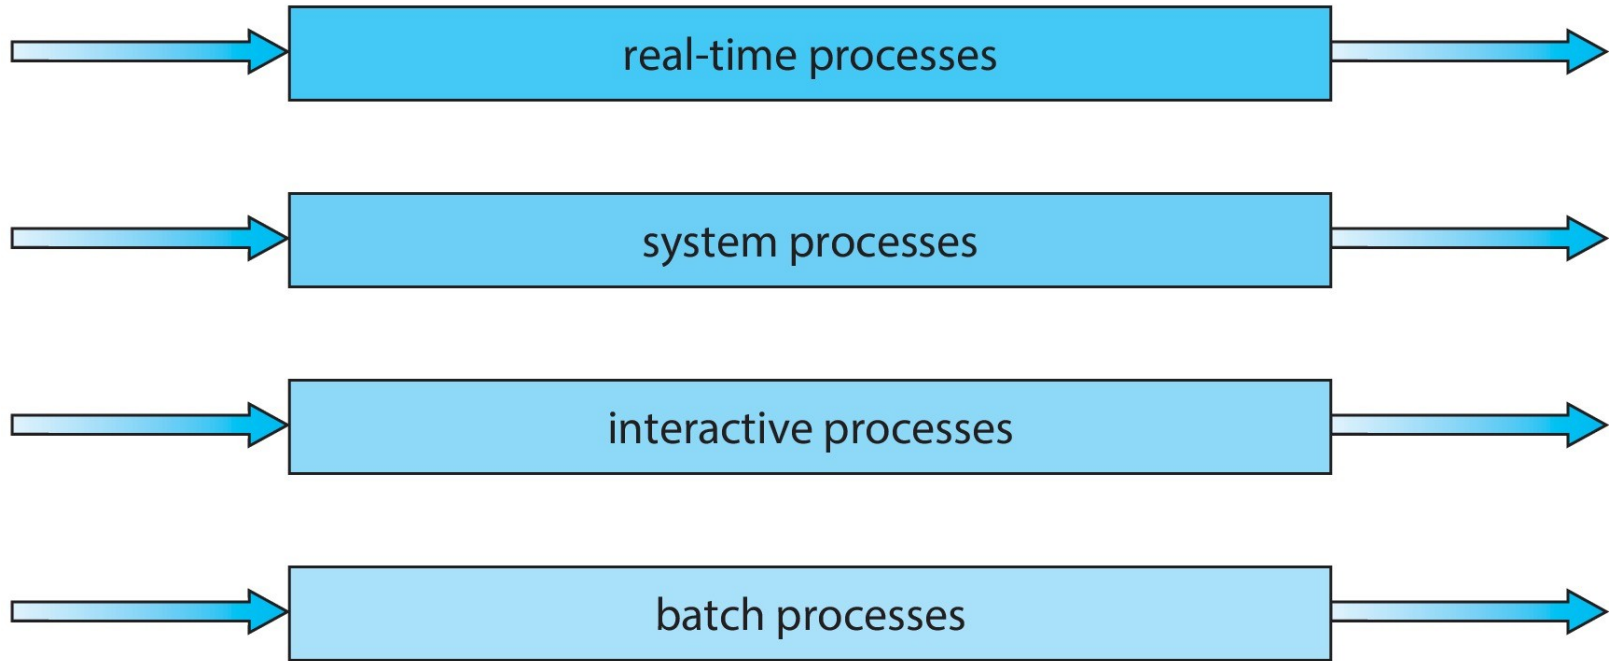 real-time processes
system processes
interactive processes
batch processes